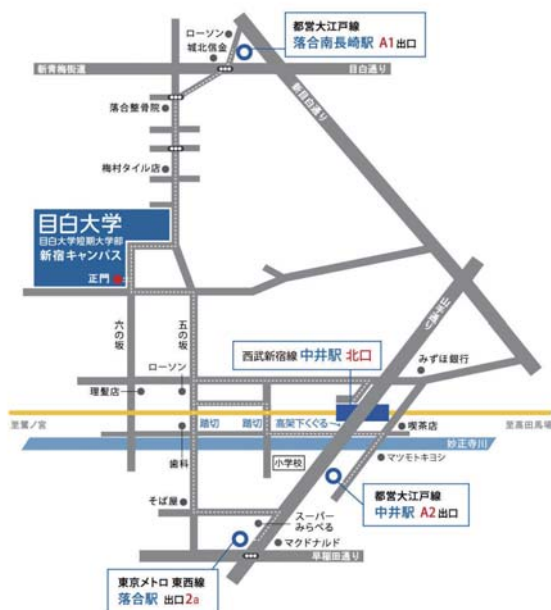 都営大江戸線
落合南長崎駅 A1出口
ローソン
城北信金
新青梅街道
目白通り
新目白通り
落合整骨院
梅村タイル店
目白大学
目白大学短期大学部
新宿キャンパス
正門
山手通り
六の坂
五の坂
西武新宿線 中井駅 北口
みずほ銀行
ローソン
理髪店
至鷺ノ宮
踏切
踏切
高架下くぐる
喫茶店
至高田馬場
妙正寺川
歯科
小学校
マツモトキヨシ
都営大江戸線
中井駅 A2出口
そば屋
スーパー
みらべる
マクドナルド
早稲田通り
東京メトロ 東西線
落合駅 出口2a